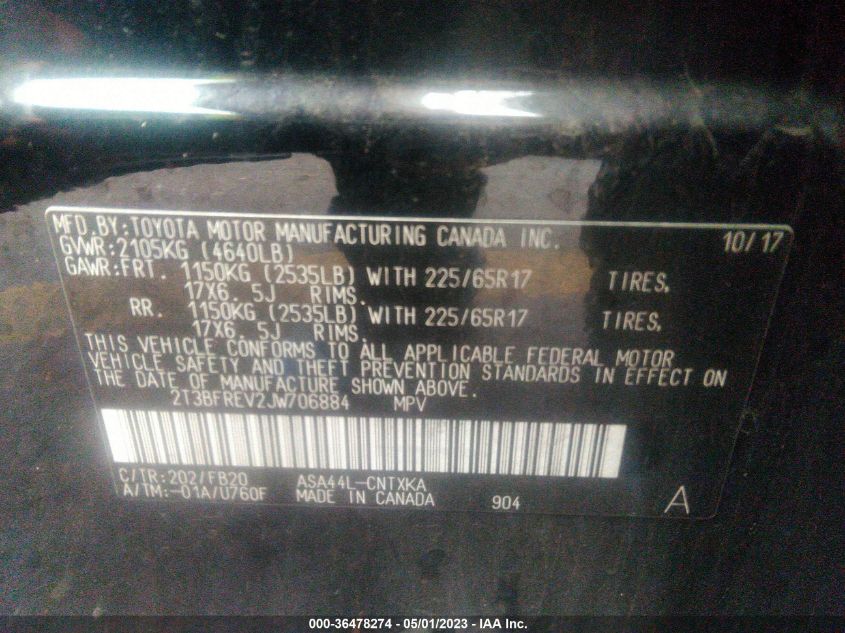 MFD.BY:TOYOTA MOTOR MANUFACTURING CANADA INC. 10/17
GVWR:2105KG (4640LB)
GAWR:FRT. 1150KG (2535LB) WITH 225/65R17 TIRES,
17X6. 5J RIMS.
RR. 1150KG (2535LB) WITH 225/65R17 TIRES,
17X6. 5J RIMS.
THIS VEHICLE CONFORMS TO ALL APPLICABLE FEDERAL MOTOR
VEHICLE SAFETY AND THEFT PREVENTION STANDARDS IN EFFECT ON
THE DATE OF MANUFACTURE SHOWN ABOVE.
2T3BFREV2JW706884 MPV
C/TR:202/FB20 ASA44L-CNTXKA
A/TM:-01A/U760F MADE IN CANADA 904 A
000-36478274 - 05/01/2023 - IAA Inc.